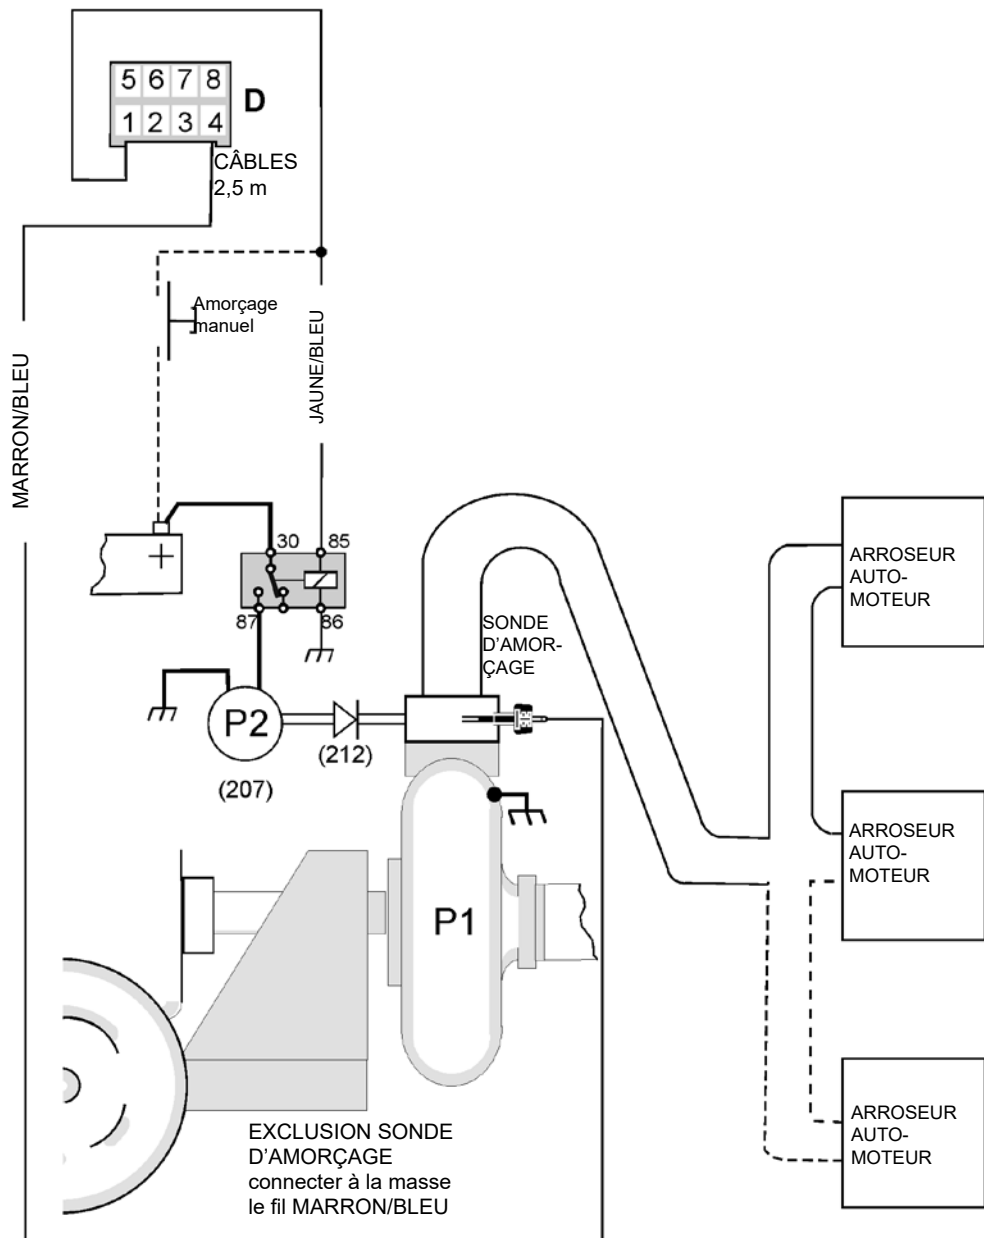 5 6 7 8
D
1 2 3 4
CÂBLES
2,5 m
Amorçage
manuel
MARRON/BLEU
JAUNE/BLEU
+
30
85
87
86
SONDE
D'AMOR-
ÇAGE
P2
(212)
(207)
P1
ARROSEUR
AUTO-
MOTEUR
ARROSEUR
AUTO-
MOTEUR
ARROSEUR
AUTO-
MOTEUR
EXCLUSION SONDE
D'AMORÇAGE
connecter à la masse
le fil MARRON/BLEU